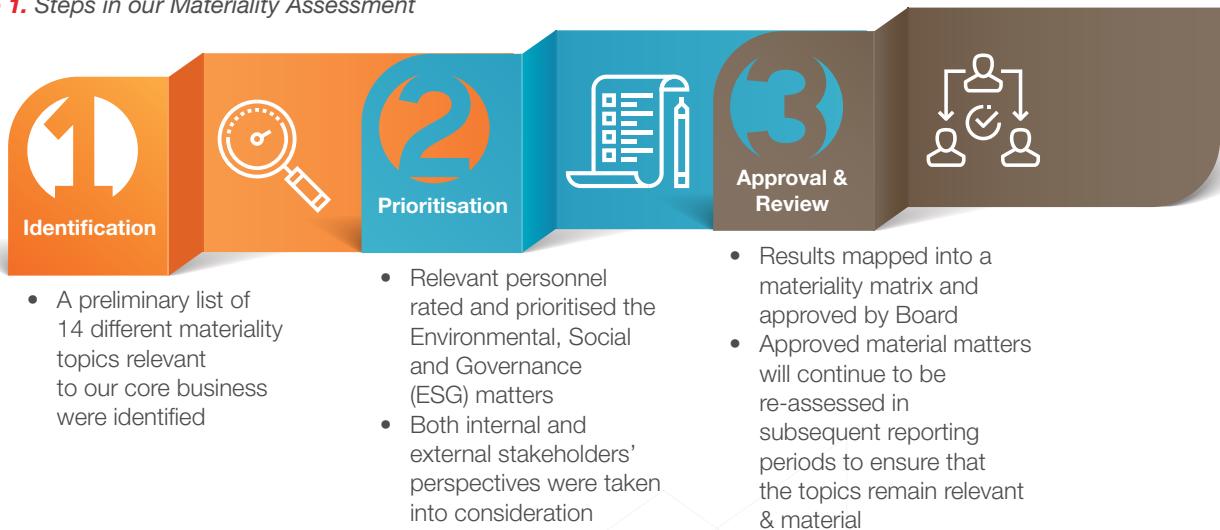 1. Steps in our Materiality Assessment
1
Identification
• A preliminary list of
14 different materiality
topics relevant
to our core business
were identified
2
Prioritisation
• Relevant personnel
rated and prioritised the
Environmental, Social
and Governance
(ESG) matters
• Both internal and
external stakeholders’
perspectives were taken
into consideration
3
Approval &
Review
• Results mapped into a
materiality matrix and
approved by Board
• Approved material matters
will continue to be
re-assessed in
subsequent reporting
periods to ensure that
the topics remain relevant
& material